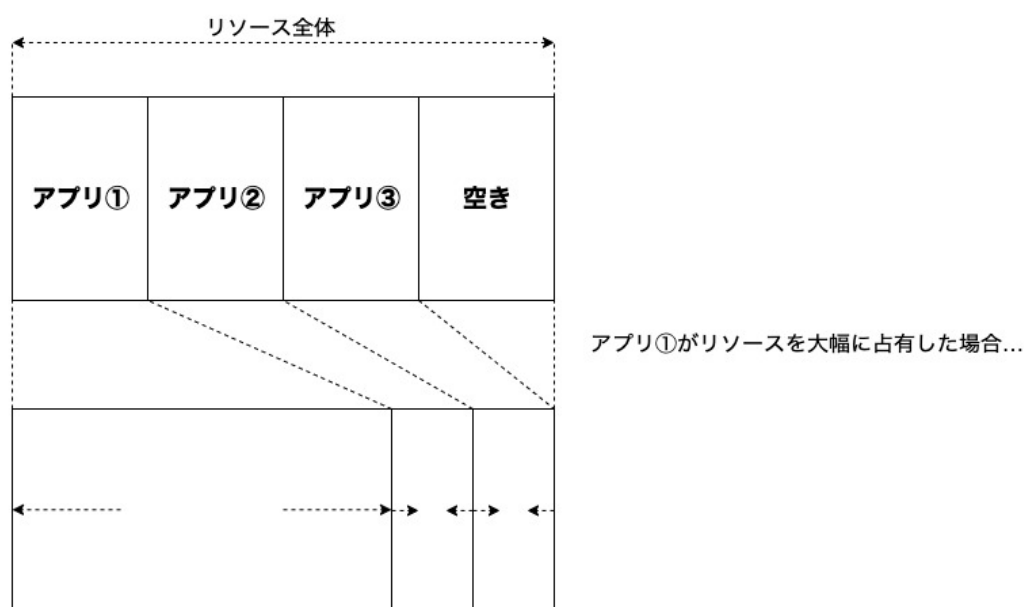 リソース全体
アプリ①
アプリ②
アプリ③
空き
アプリ①がリソースを大幅に占有した場合...